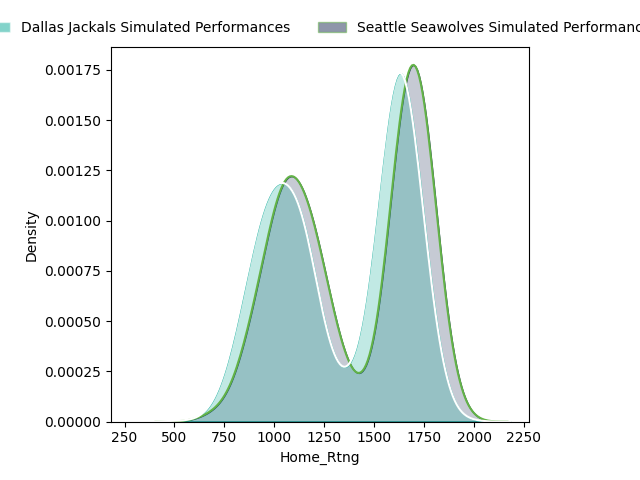 Dallas Jackals Simulated Performances
Seattle Seawolves Simulated
0.00175
0.00150
0.00125
0.00100
0.00075
0.00050
0.00025
0.00000
Density
250 500 750 1000 1250 1500 1750 2000 2250
Home_Rtng